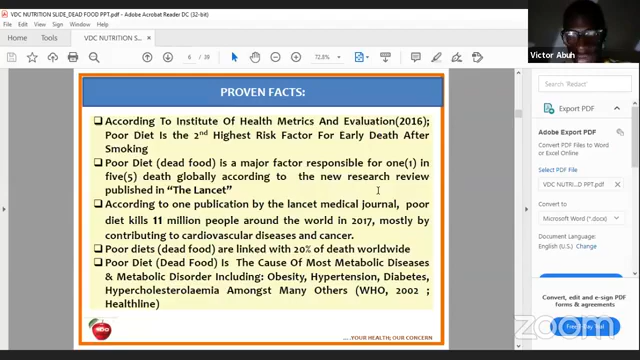 VDC NUTRITION SLIDE_DEAD FOOD PPT.pdf - Adobe Acrobat Reader DC (32-bit)
File Edit View Sign Window Help
Home Tools VDC NUTRITION SLIDE_... ×
6 / 39 72.8%
Victor Abuh
PROVEN FACTS:
According To Institute Of Health Metrics And Evaluation(2016);
Poor Diet Is the 2nd Highest Risk Factor For Early Death After
Smoking
Poor Diet (dead food) is a major factor responsible for one(1) in
five(5) death globally according to the new research review
published in "The Lancet"
According to one publication by the lancet medical journal, poor
diet kills 11 million people around the world in 2017, mostly by
contributing to cardiovascular diseases and cancer.
Poor diets (dead food) are linked with 20% of death worldwide
Poor Diet (Dead Food) Is The Cause Of Most Metabolic Diseases
& Metabolic Disorder Including: Obesity, Hypertension, Diabetes,
Hypercholesterolaemia Amongst Many Others (WHO, 2002 ;
Healthline)
....YOUR HEALTH; OUR CONCERN
Search 'Redact'
Export PDF
Adobe Export PDF
Convert PDF Files to Word
or Excel Online
Select PDF File
VDC NUTRI...D PPT.pdf ×
Convert to
Microsoft Word (*.docx)
Document Language:
English (U.S.) Change
Convert, edit and e-sign PDF
forms & agreements
Free 7-Day Trial
zoom